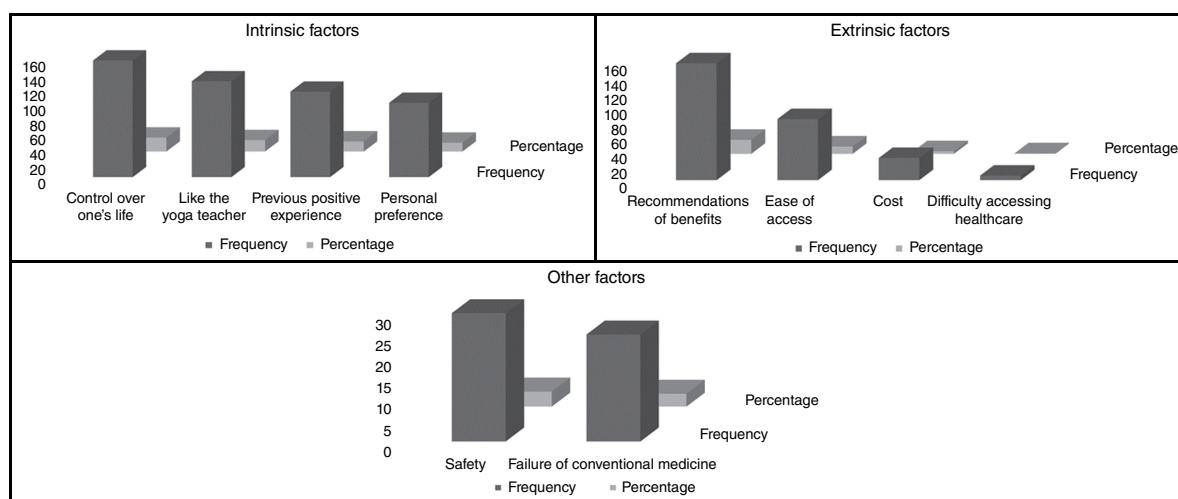 Intrinsic factors
160
140
120
100
80
60
40
20
0
Percentage
Frequency
Control over
one's life
Like the
yoga teacher
Previous positive
experience
Personal
preference
Frequency Percentage
Extrinsic factors
160
140
120
100
80
60
40
20
0
Percentage
Frequency
Recommendations
of benefits
Ease of
access
Cost
Difficulty accessing
healthcare
Frequency Percentage
Other factors
30
25
20
15
10
5
0
Percentage
Frequency
Safety Failure of conventional medicine
Frequency Percentage